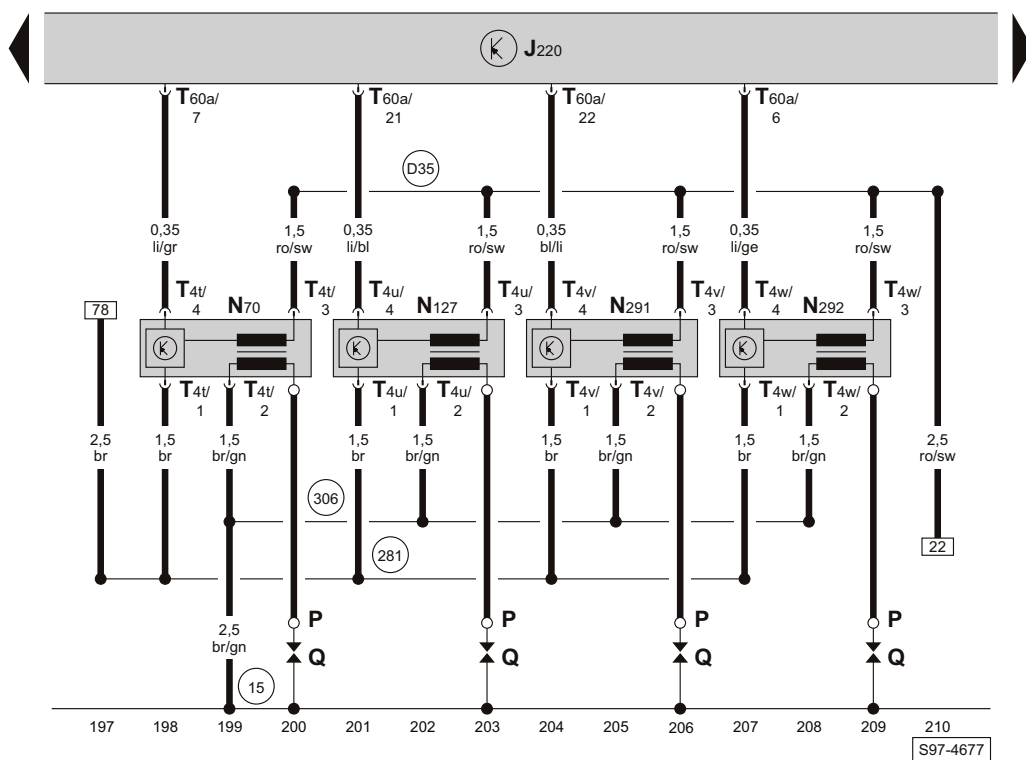 J220
T60a/ T60a/ T60a/ T60a/
7 21 22 6
D35
0,35 1,5 0,35 1,5 0,35 1,5 0,35 1,5
li/gr ro/sw li/bl ro/sw bl/li ro/sw li/ge ro/sw
T4t/ N70 T4t/ T4u/ N127 T4u/ T4v/ N291 T4v/ T4w/ N292 T4w/
78 4 3 4 3 4 3 4 3
T4t/ T4t/ T4u/ T4u/ T4v/ T4v/ T4w/ T4w/
1 2 1 2 1 2 1 2
2,5 1,5 1,5 1,5 1,5 1,5 1,5 1,5 1,5 2,5
br br br/gn br br/gn br br/gn br br/gn ro/sw
306
281 22
P P P P
2,5
br/gn Q Q Q Q
15
197 198 199 200 201 202 203 204 205 206 207 208 209 210
S97-4677